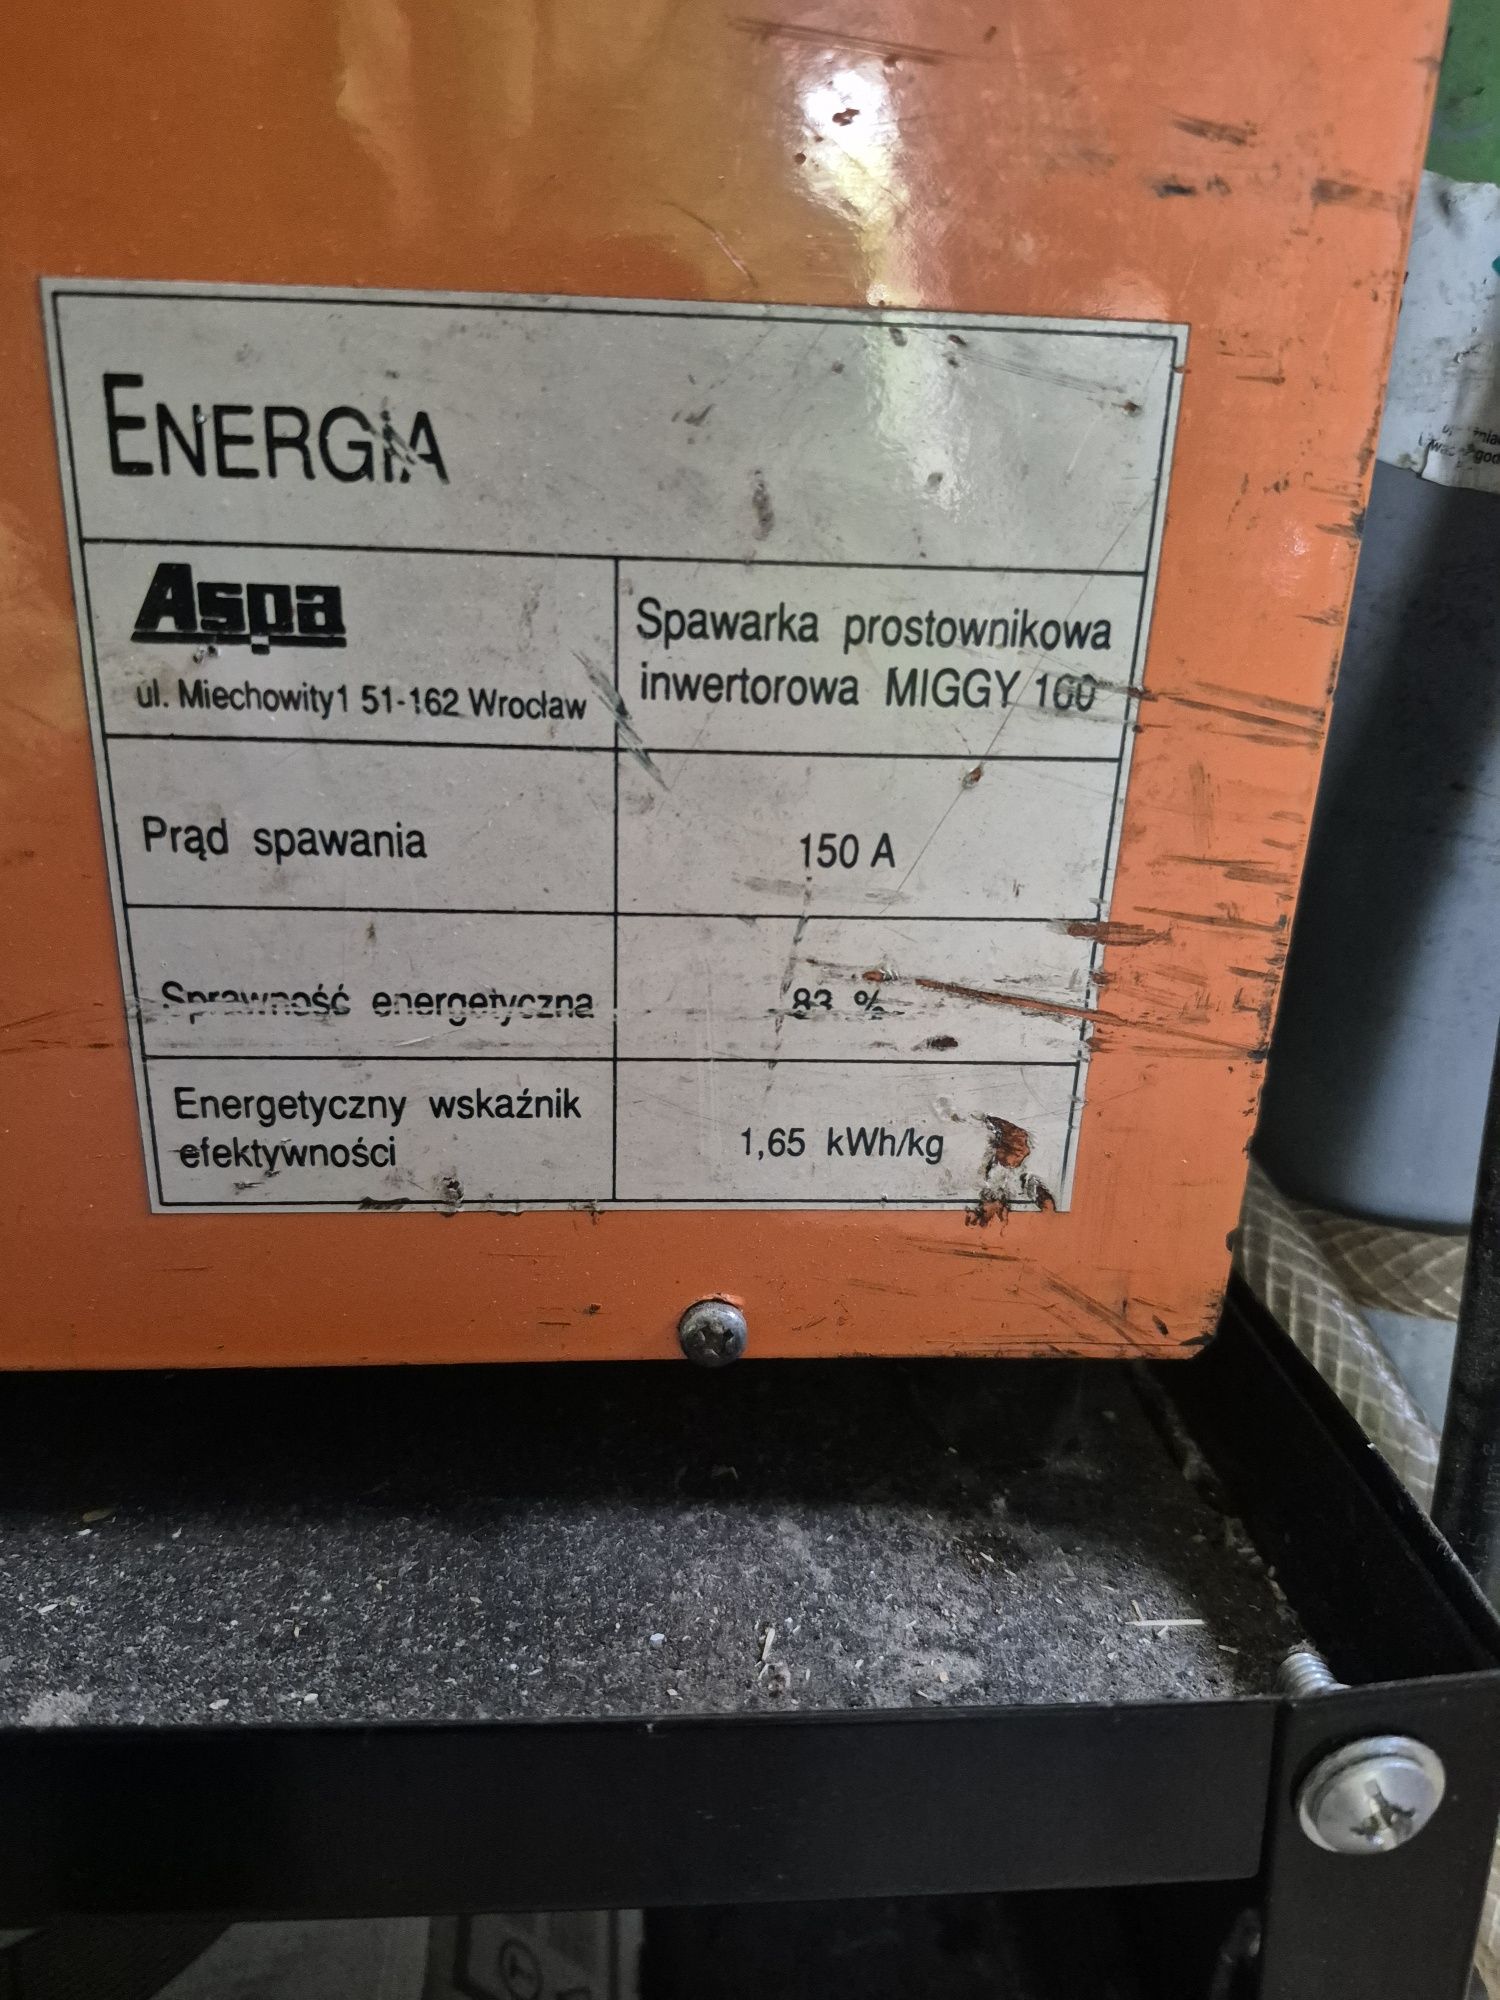 ENERGIA
Aspa
ul. Miechowity1 51-162 Wrocław
Spawarka prostownikowa
inwertorowa MIGGY 160
Prąd spawania
150 A
Sprawność energetyczna
83 %
Energetyczny wskaźnik
efektywności
1,65 kWh/kg